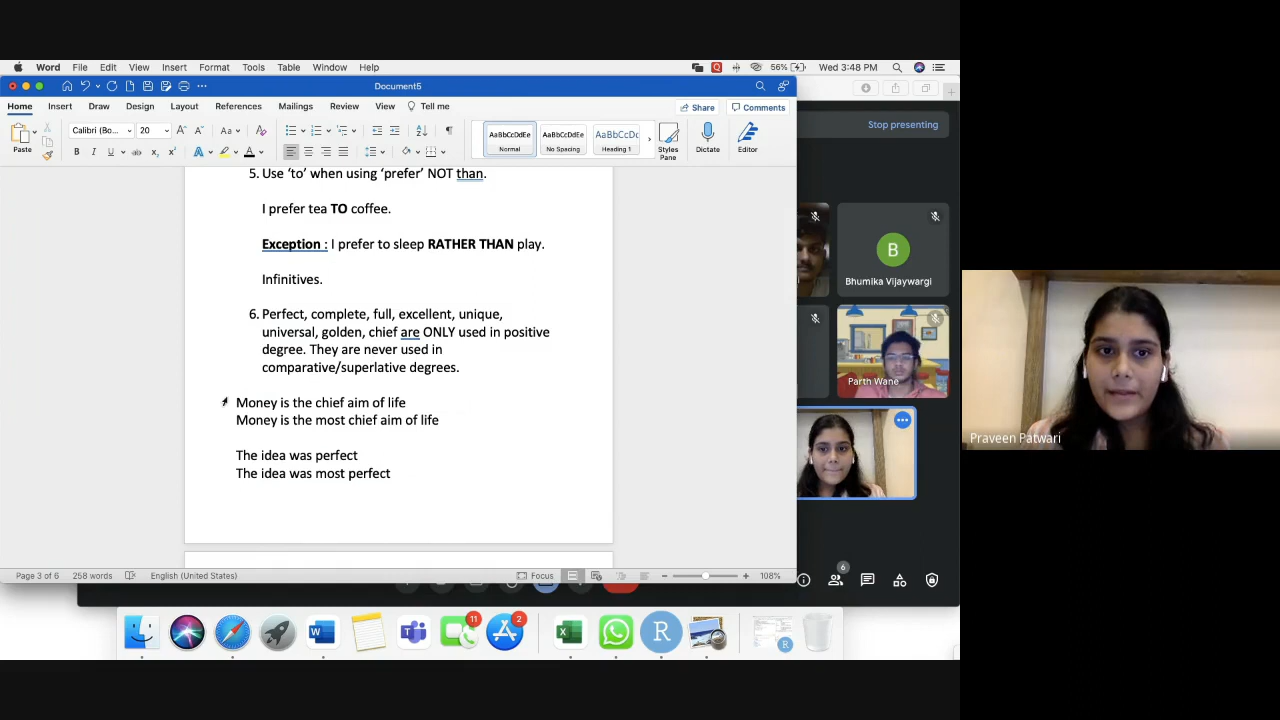 Word File Edit View Insert Format Tools Table Window Help
56% Wed 3:48 PM
Document5
Home Insert Draw Design Layout References Mailings Review View Tell me
Share Comments
Stop presenting
Calibri (Bo... 20
Aa
Paste
AaBbCcDdEe AaBbCcDdEe AaBbCcDc
Normal No Spacing Heading 1
Styles Pane
Dictate Editor
5. Use ‘to’ when using ‘prefer’ NOT than.
I prefer tea TO coffee.
Exception : I prefer to sleep RATHER THAN play.
Infinitives.
6. Perfect, complete, full, excellent, unique,
universal, golden, chief are ONLY used in positive
degree. They are never used in
comparative/superlative degrees.
Money is the chief aim of life
Money is the most chief aim of life
The idea was perfect
The idea was most perfect
B
Bhumika Vijaywargi
Parth Wane
Praveen Patwari
Page 3 of 6 258 words English (United States) Focus 108%
6
11
2